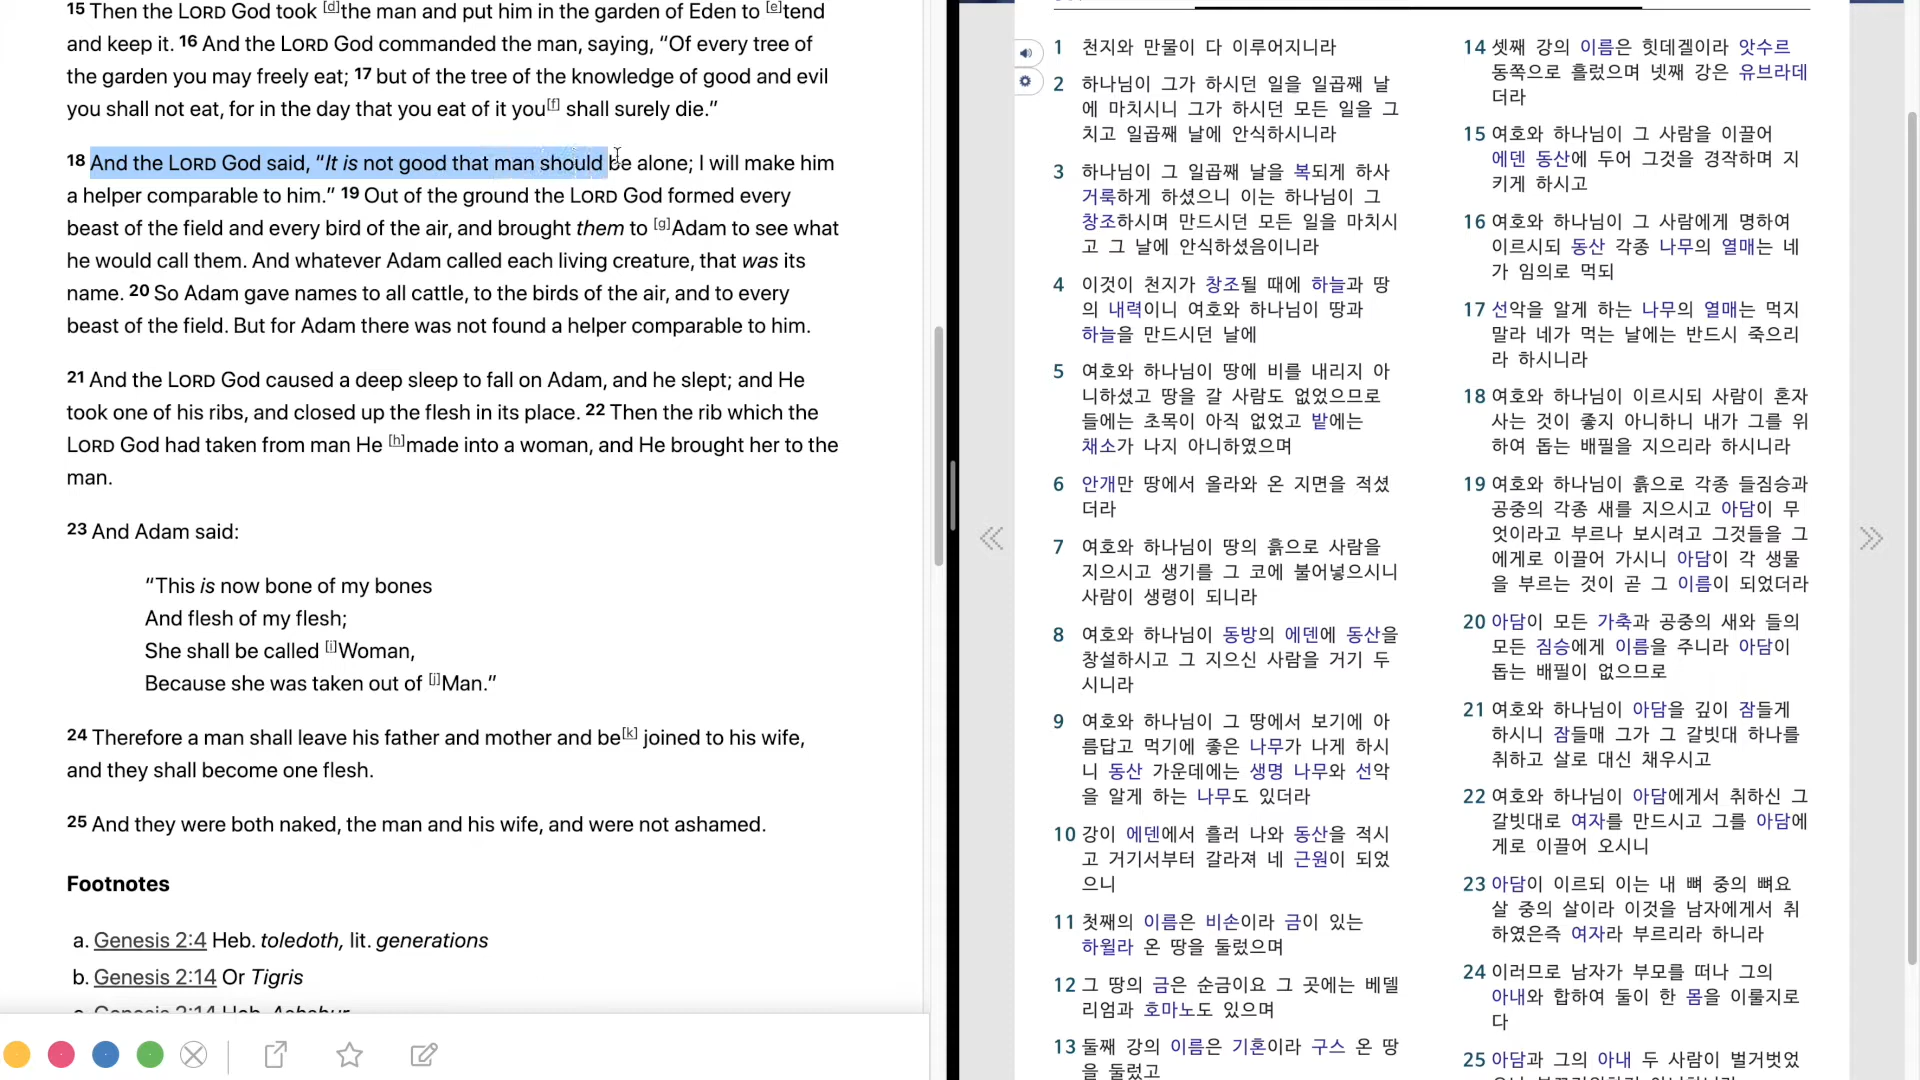 15 Then the LORD God took [d]the man and put him in the garden of Eden to [e]tend
and keep it. 16 And the LORD God commanded the man, saying, “Of every tree of
the garden you may freely eat; 17 but of the tree of the knowledge of good and evil
you shall not eat, for in the day that you eat of it you[f] shall surely die.”
18 And the LORD God said, “It is not good that man should be alone; I will make him
a helper comparable to him.” 19 Out of the ground the LORD God formed every
beast of the field and every bird of the air, and brought them to [g]Adam to see what
he would call them. And whatever Adam called each living creature, that was its
name. 20 So Adam gave names to all cattle, to the birds of the air, and to every
beast of the field. But for Adam there was not found a helper comparable to him.
21 And the LORD God caused a deep sleep to fall on Adam, and he slept; and He
took one of his ribs, and closed up the flesh in its place. 22 Then the rib which the
LORD God had taken from man He [h]made into a woman, and He brought her to the
man.
23 And Adam said:
“This is now bone of my bones
And flesh of my flesh;
She shall be called [i]Woman,
Because she was taken out of [j]Man.”
24 Therefore a man shall leave his father and mother and be[k] joined to his wife,
and they shall become one flesh.
25 And they were both naked, the man and his wife, and were not ashamed.
Footnotes
a. Genesis 2:4 Heb. toledoth, lit. generations
b. Genesis 2:14 Or Tigris
1 천지와 만물이 다 이루어지니라
2 하나님이 그가 하시던 일을 일곱째 날
에 마치시니 그가 하시던 모든 일을 그
치고 일곱째 날에 안식하시니라
3 하나님이 그 일곱째 날을 복되게 하사
거룩하게 하셨으니 이는 하나님이 그
창조하시며 만드시던 모든 일을 마치시
고 그 날에 안식하셨음이니라
4 이것이 천지가 창조될 때에 하늘과 땅
의 내력이니 여호와 하나님이 땅과
하늘을 만드시던 날에
5 여호와 하나님이 땅에 비를 내리지 아
니하셨고 땅을 갈 사람도 없었으므로
들에는 초목이 아직 없었고 밭에는
채소가 나지 아니하였으며
6 안개만 땅에서 올라와 온 지면을 적셨
더라
7 여호와 하나님이 땅의 흙으로 사람을
지으시고 생기를 그 코에 불어넣으시니
사람이 생령이 되니라
8 여호와 하나님이 동방의 에덴에 동산을
창설하시고 그 지으신 사람을 거기 두
시니라
9 여호와 하나님이 그 땅에서 보기에 아
름답고 먹기에 좋은 나무가 나게 하시
니 동산 가운데에는 생명 나무와 선악
을 알게 하는 나무도 있더라
10 강이 에덴에서 흘러 나와 동산을 적시
고 거기서부터 갈라져 네 근원이 되었
으니
11 첫째의 이름은 비손이라 금이 있는
하윌라 온 땅을 둘렀으며
12 그 땅의 금은 순금이요 그 곳에는 베델
리엄과 호마노도 있으며
13 둘째 강의 이름은 기혼이라 구스 온 땅
을 둘렀고
14 셋째 강의 이름은 힛데겔이라 앗수르
동쪽으로 흘렀으며 넷째 강은 유브라데
더라
15 여호와 하나님이 그 사람을 이끌어
에덴 동산에 두어 그것을 경작하며 지
키게 하시고
16 여호와 하나님이 그 사람에게 명하여
이르시되 동산 각종 나무의 열매는 네
가 임의로 먹되
17 선악을 알게 하는 나무의 열매는 먹지
말라 네가 먹는 날에는 반드시 죽으리
라 하시니라
18 여호와 하나님이 이르시되 사람이 혼자
사는 것이 좋지 아니하니 내가 그를 위
하여 돕는 배필을 지으리라 하시니라
19 여호와 하나님이 흙으로 각종 들짐승과
공중의 각종 새를 지으시고 아담이 무
엇이라고 부르나 보시려고 그것들을 그
에게로 이끌어 가시니 아담이 각 생물
을 부르는 것이 곧 그 이름이 되었더라
20 아담이 모든 가축과 공중의 새와 들의
모든 짐승에게 이름을 주니라 아담이
돕는 배필이 없으므로
21 여호와 하나님이 아담을 깊이 잠들게
하시니 잠들매 그가 그 갈빗대 하나를
취하고 살로 대신 채우시고
22 여호와 하나님이 아담에게서 취하신 그
갈빗대로 여자를 만드시고 그를 아담에
게로 이끌어 오시니
23 아담이 이르되 이는 내 뼈 중의 뼈요
살 중의 살이라 이것을 남자에게서 취
하였은즉 여자라 부르리라 하니라
24 이러므로 남자가 부모를 떠나 그의
아내와 합하여 둘이 한 몸을 이룰지로
다
25 아담과 그의 아내 두 사람이 벌거벗었